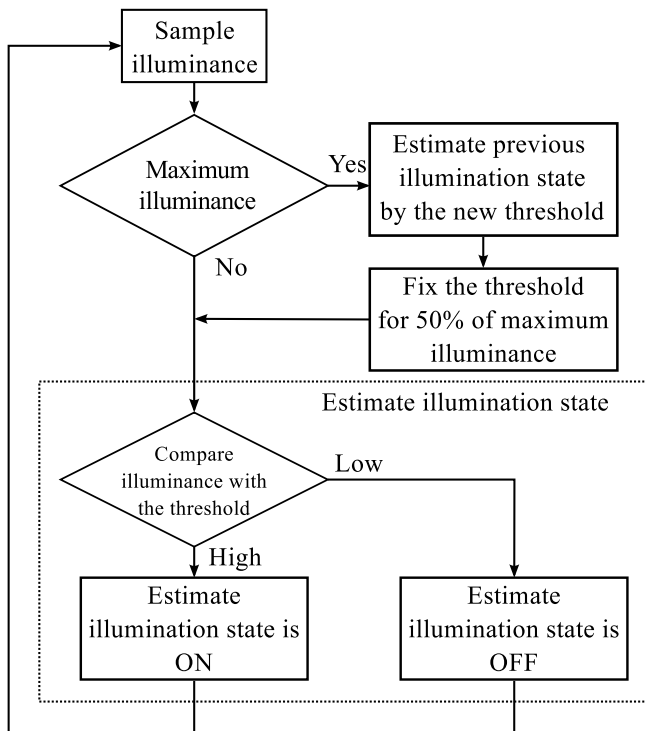 Sample
illuminance
Maximum
illuminance
Yes
Estimate previous
illumination state
by the new threshold
No
Fix the threshold
for 50% of maximum
illuminance
Estimate illumination state
Compare
illuminance with
the threshold
Low
High
Estimate
illumination state is
ON
Estimate
illumination state is
OFF